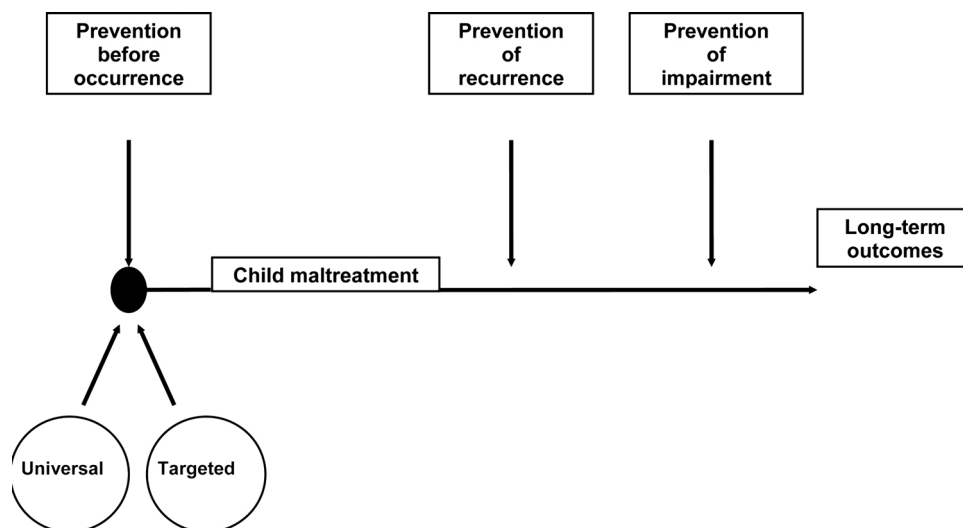 Prevention
before
occurrence
Prevention
of
recurrence
Prevention
of
impairment
Long-term
outcomes
Child maltreatment
Universal
Targeted